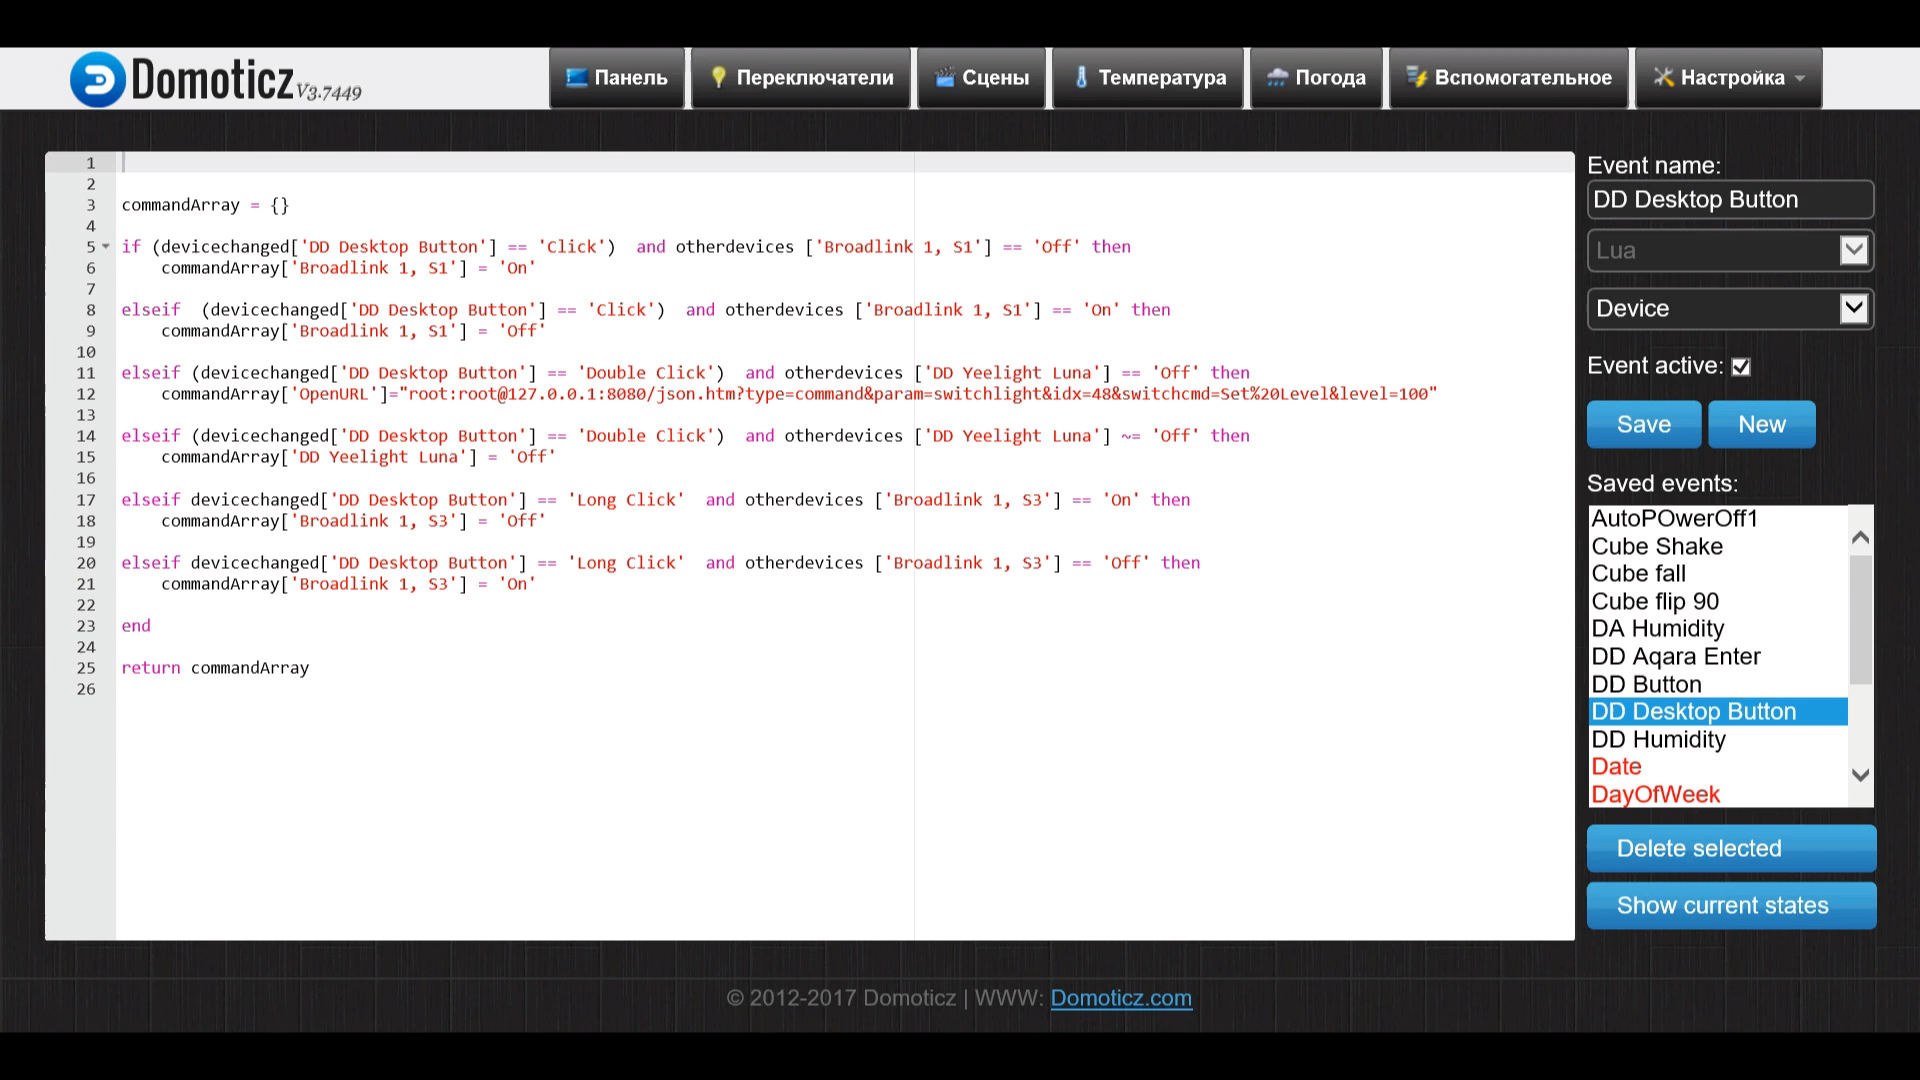 Domoticz V3.7449
Панель
Переключатели
Сцены
Температура
Погода
Вспомогательное
Настройка
1
2
3 commandArray = {}
4
5 if (devicechanged['DD Desktop Button'] == 'Click')  and otherdevices ['Broadlink 1, S1'] == 'Off' then
6     commandArray['Broadlink 1, S1'] = 'On'
7
8 elseif  (devicechanged['DD Desktop Button'] == 'Click')  and otherdevices ['Broadlink 1, S1'] == 'On' then
9     commandArray['Broadlink 1, S1'] = 'Off'
10
11 elseif (devicechanged['DD Desktop Button'] == 'Double Click')  and otherdevices ['DD Yeelight Luna'] == 'Off' then
12     commandArray['OpenURL']="root:root@127.0.0.1:8080/json.htm?type=command&param=switchlight&idx=48&switchcmd=Set%20Level&level=100"
13
14 elseif (devicechanged['DD Desktop Button'] == 'Double Click')  and otherdevices ['DD Yeelight Luna'] ~= 'Off' then
15     commandArray['DD Yeelight Luna'] = 'Off'
16
17 elseif devicechanged['DD Desktop Button'] == 'Long Click'  and otherdevices ['Broadlink 1, S3'] == 'On' then
18     commandArray['Broadlink 1, S3'] = 'Off'
19
20 elseif devicechanged['DD Desktop Button'] == 'Long Click'  and otherdevices ['Broadlink 1, S3'] == 'Off' then
21     commandArray['Broadlink 1, S3'] = 'On'
22
23 end
24
25 return commandArray
26
Event name:
DD Desktop Button
Lua
Device
Event active:
Save
New
Saved events:
AutoPOwerOff1
Cube Shake
Cube fall
Cube flip 90
DA Humidity
DD Aqara Enter
DD Button
DD Desktop Button
DD Humidity
Date
DayOfWeek
Delete selected
Show current states
© 2012-2017 Domoticz | WWW: Domoticz.com